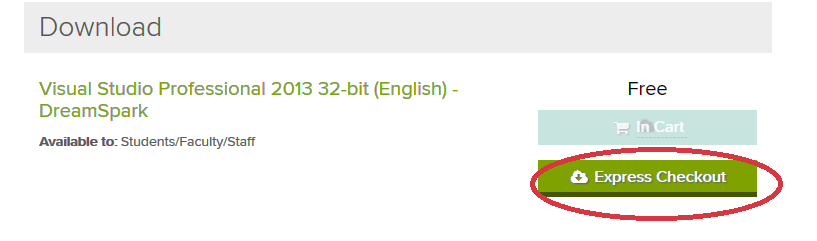 Download
Visual Studio Professional 2013 32-bit (English) -
DreamSpark
Available to: Students/Faculty/Staff
Free
In Cart
Express Checkout